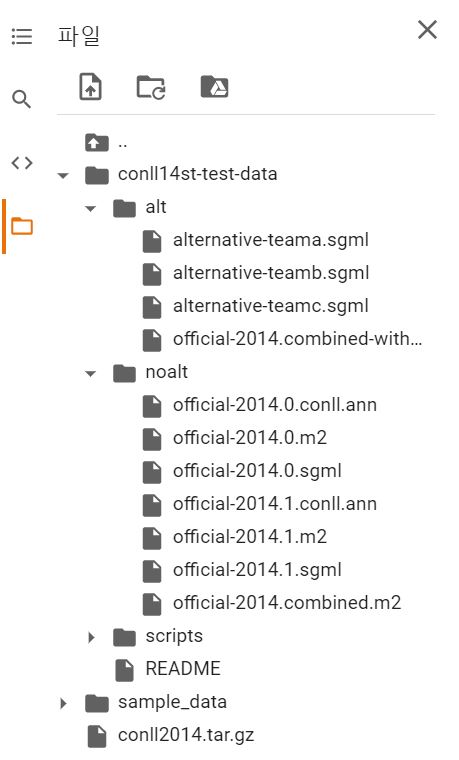 파일
..
conll14st-test-data
alt
alternative-teama.sgml
alternative-teamb.sgml
alternative-teamc.sgml
official-2014.combined-with...
noalt
official-2014.0.conll.ann
official-2014.0.m2
official-2014.0.sgml
official-2014.1.conll.ann
official-2014.1.m2
official-2014.1.sgml
official-2014.combined.m2
scripts
README
sample_data
conll2014.tar.gz